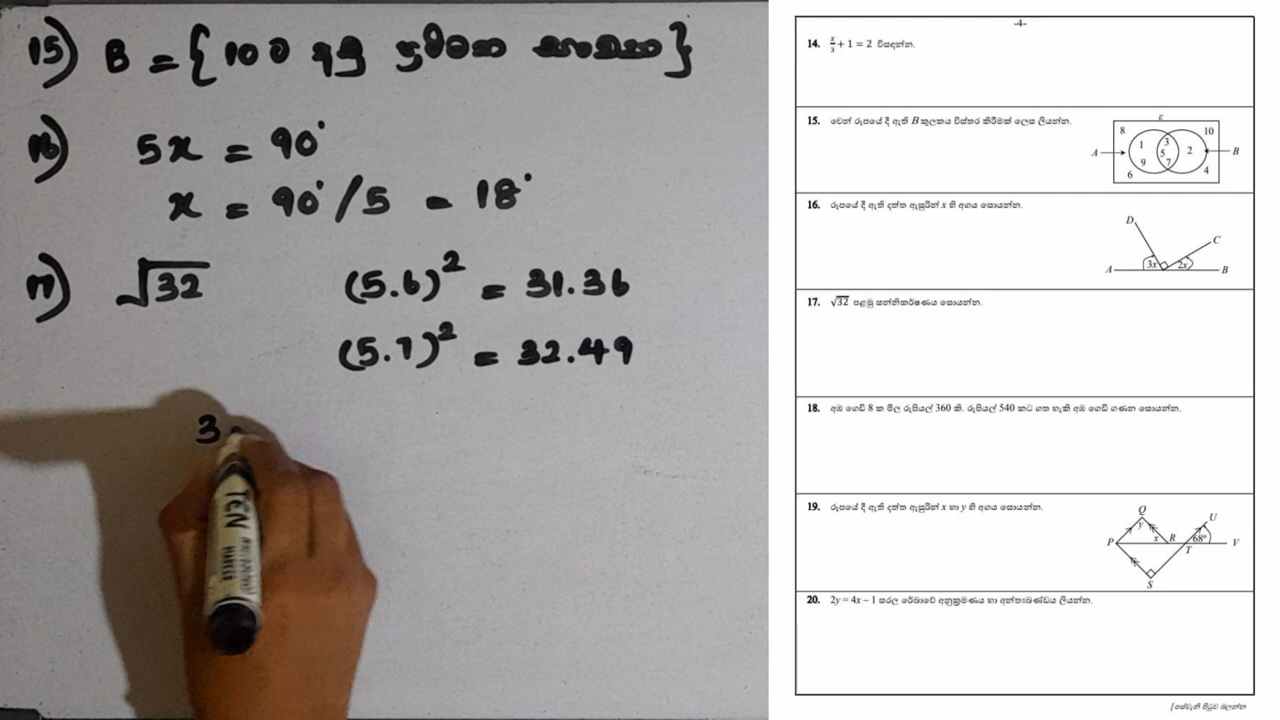 15) B = {10 ට අඩු ප්‍රථමක සංඛ්‍යා}
16) 5x = 90°
x = 90°/5 = 18°
17) √32 (5.6)² = 31.36
(5.7)² = 32.49
3
TEN
-4-
14. x/3 + 1 = 2 විසඳන්න.
15. වෙන් රූපයේ දී ඇති B කුලකය විස්තර කිරීමක් ලෙස ලියන්න.
ε
8 10
1 3
A 5 2 B
9 7
6 4
16. රූපයේ දී ඇති දත්ත ඇසුරින් x හි අගය සොයන්න.
D
C
A 3x 2x B
17. √32 පළමු සන්නිකර්ෂණය සොයන්න.
18. අඹ ගෙඩි 8 ක මිල රුපියල් 360 කි. රුපියල් 540 කට ගත හැකි අඹ ගෙඩි ගණන සොයන්න.
19. රූපයේ දී ඇති දත්ත ඇසුරින් x හා y හි අගය සොයන්න.
Q U
y
P x R 68° V
T
S
20. 2y = 4x – 1 සරල රේඛාවේ අනුක්‍රමණය හා අන්තඃඛණ්ඩය ලියන්න.
[පස්වැනි පිටුව බලන්න